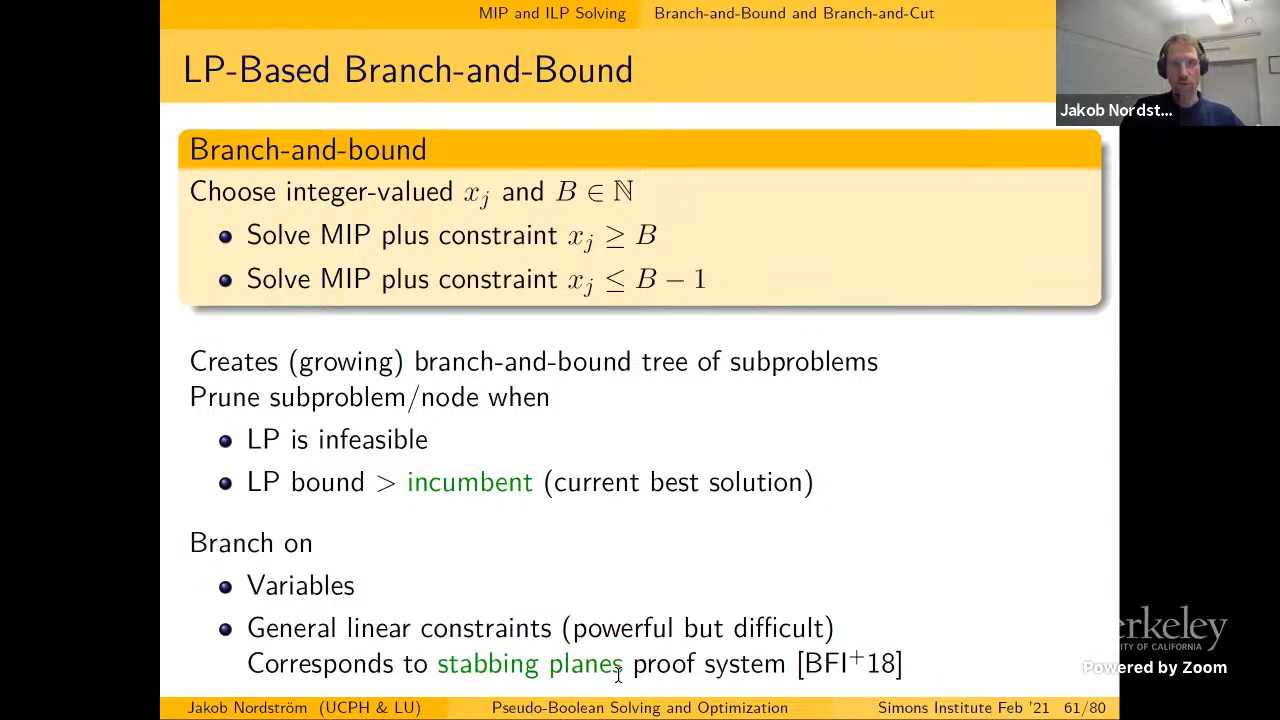 MIP and ILP Solving Branch-and-Bound and Branch-and-Cut
LP-Based Branch-and-Bound
Jakob Nordst...
Branch-and-bound
Choose integer-valued x_j and B ∈ ℕ
Solve MIP plus constraint x_j ≥ B
Solve MIP plus constraint x_j ≤ B − 1
Creates (growing) branch-and-bound tree of subproblems
Prune subproblem/node when
LP is infeasible
LP bound > incumbent (current best solution)
Branch on
Variables
General linear constraints (powerful but difficult)
Corresponds to stabbing planes proof system [BFI⁺18]
erkeley
OF CALIFORNIA
Powered by Zoom
Jakob Nordström (UCPH & LU) Pseudo-Boolean Solving and Optimization Simons Institute Feb '21 61/80